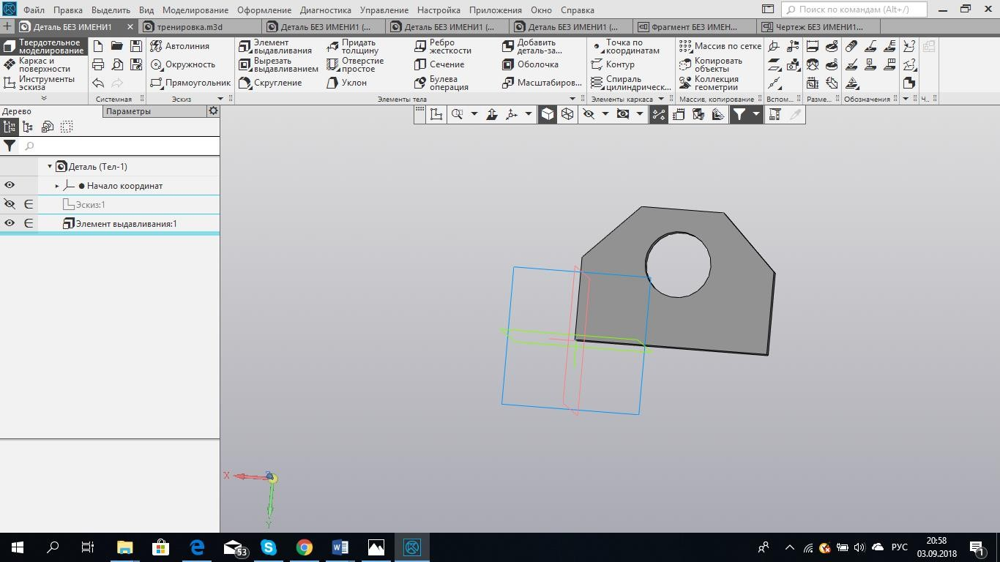 Файл Правка Выделить Вид Моделирование Оформление Диагностика Управление Настройка Приложения Окно Справка
Поиск по командам (Alt+/)
Деталь БЕЗ ИМЕНИ1
тренировка.m3d
Деталь БЕЗ ИМЕНИ1 (...
Деталь БЕЗ ИМЕНИ1 (...
Деталь БЕЗ ИМЕНИ1 (...
Фрагмент БЕЗ ИМЕН...
Чертеж БЕЗ ИМЕНИ1...
Твердотельное
моделирование
Каркас и
поверхности
Инструменты
эскиза
Системная
Автолиния
Окружность
Прямоугольник
Эскиз
Элемент
выдавливания
Вырезать
выдавливанием
Скругление
Придать
толщину
Отверстие
простое
Уклон
Ребро
жесткости
Сечение
Булева
операция
Добавить
деталь-за...
Оболочка
Масштабиров...
Элементы тела
Точка по
координатам
Контур
Спираль
цилиндрическ...
Элементы каркаса
Массив по сетке
Копировать
объекты
Коллекция
геометрии
Массив, копирование
Вспом...
Разме...
Обозначения
Ч...
Дерево
Параметры
Деталь (Тел-1)
Начало координат
Эскиз:1
Элемент выдавливания:1
X
Y
53
РУС
20:58
03.09.2018
1